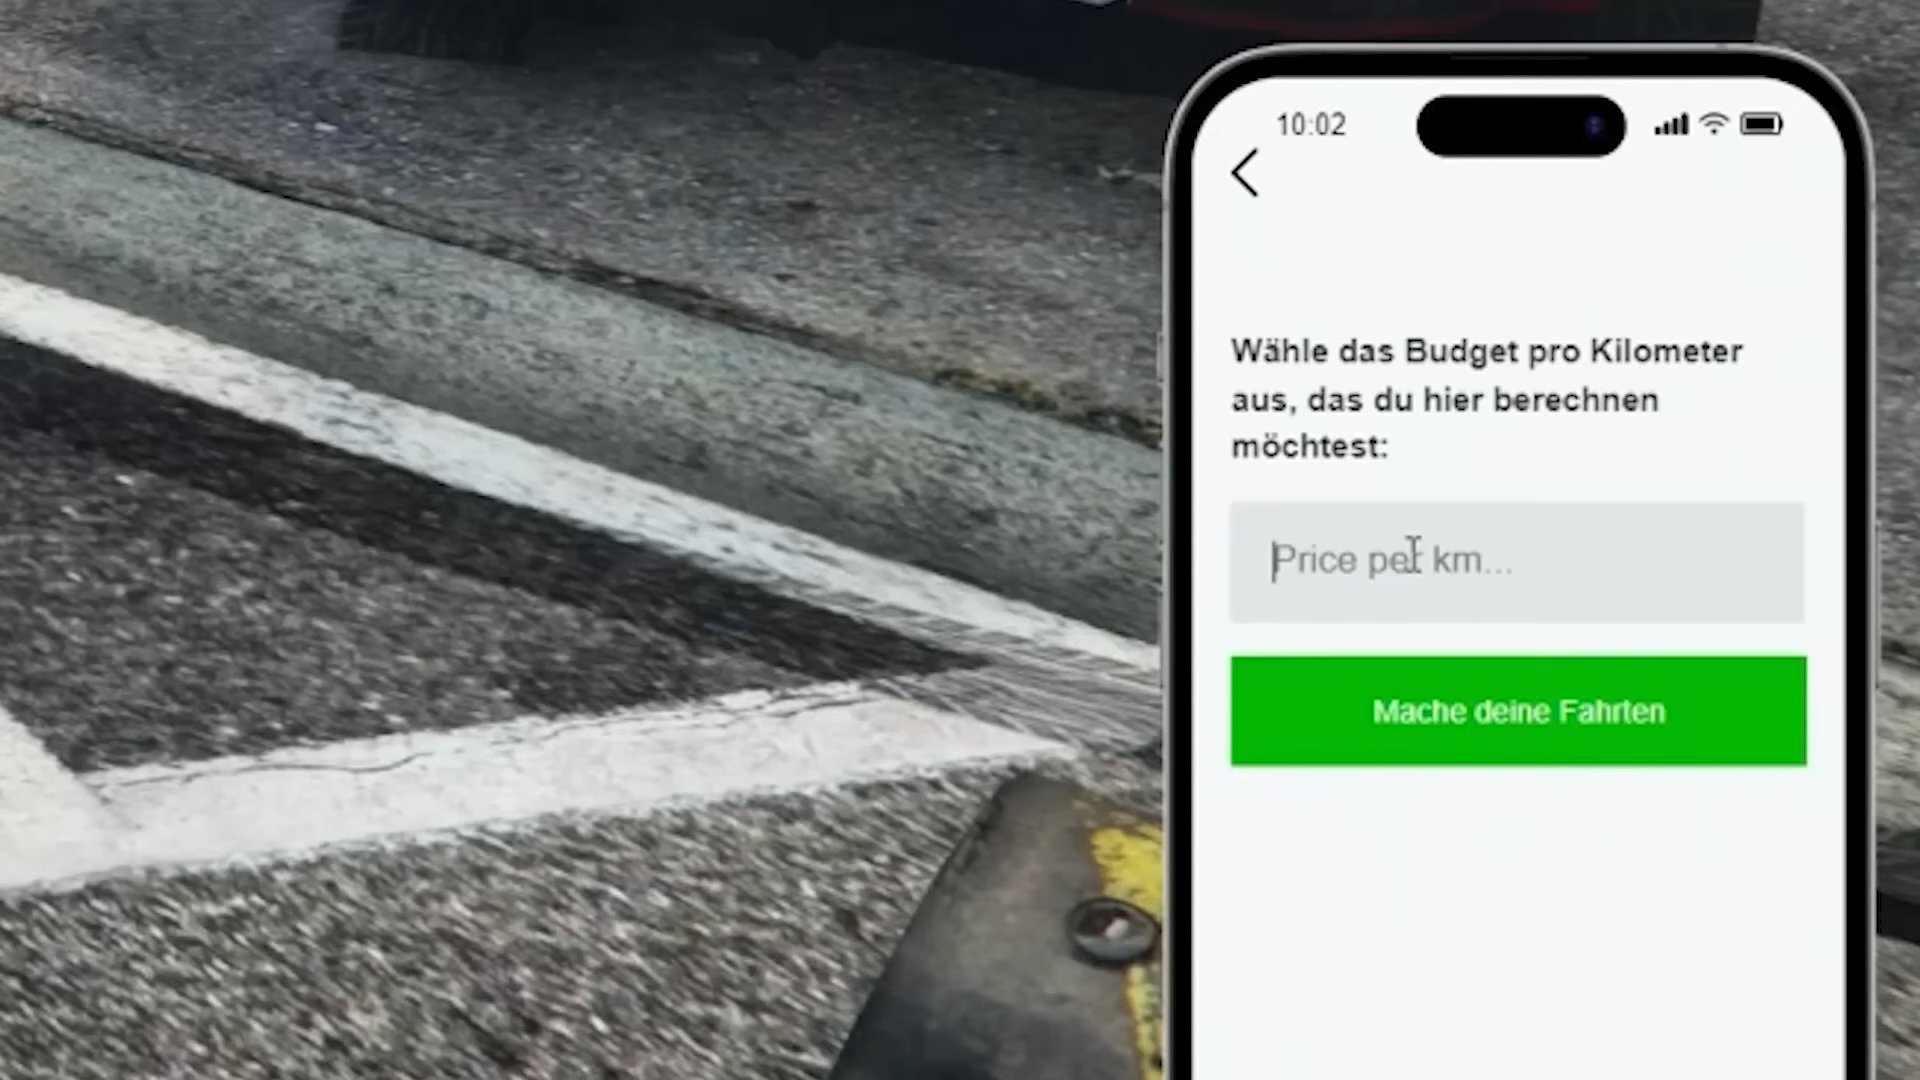 10:02
Wähle das Budget pro Kilometer
aus, das du hier berechnen
möchtest:
Price per km...
Mache deine Fahrten